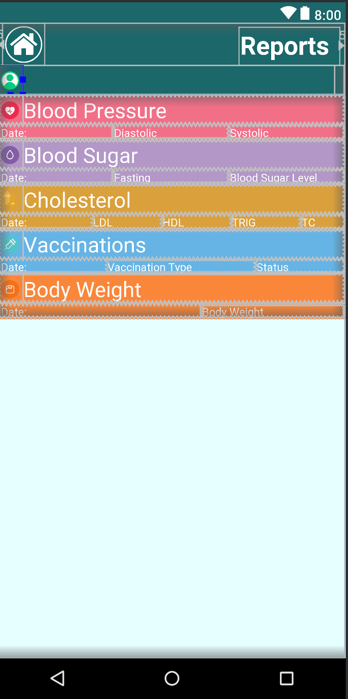 8:00
Reports
Blood Pressure
Date: Diastolic Systolic
Blood Sugar
Date: Fasting Blood Sugar Level
Cholesterol
Date: LDL HDL TRIG TC
Vaccinations
Date: Vaccination Type Status
Body Weight
Date: Body Weight